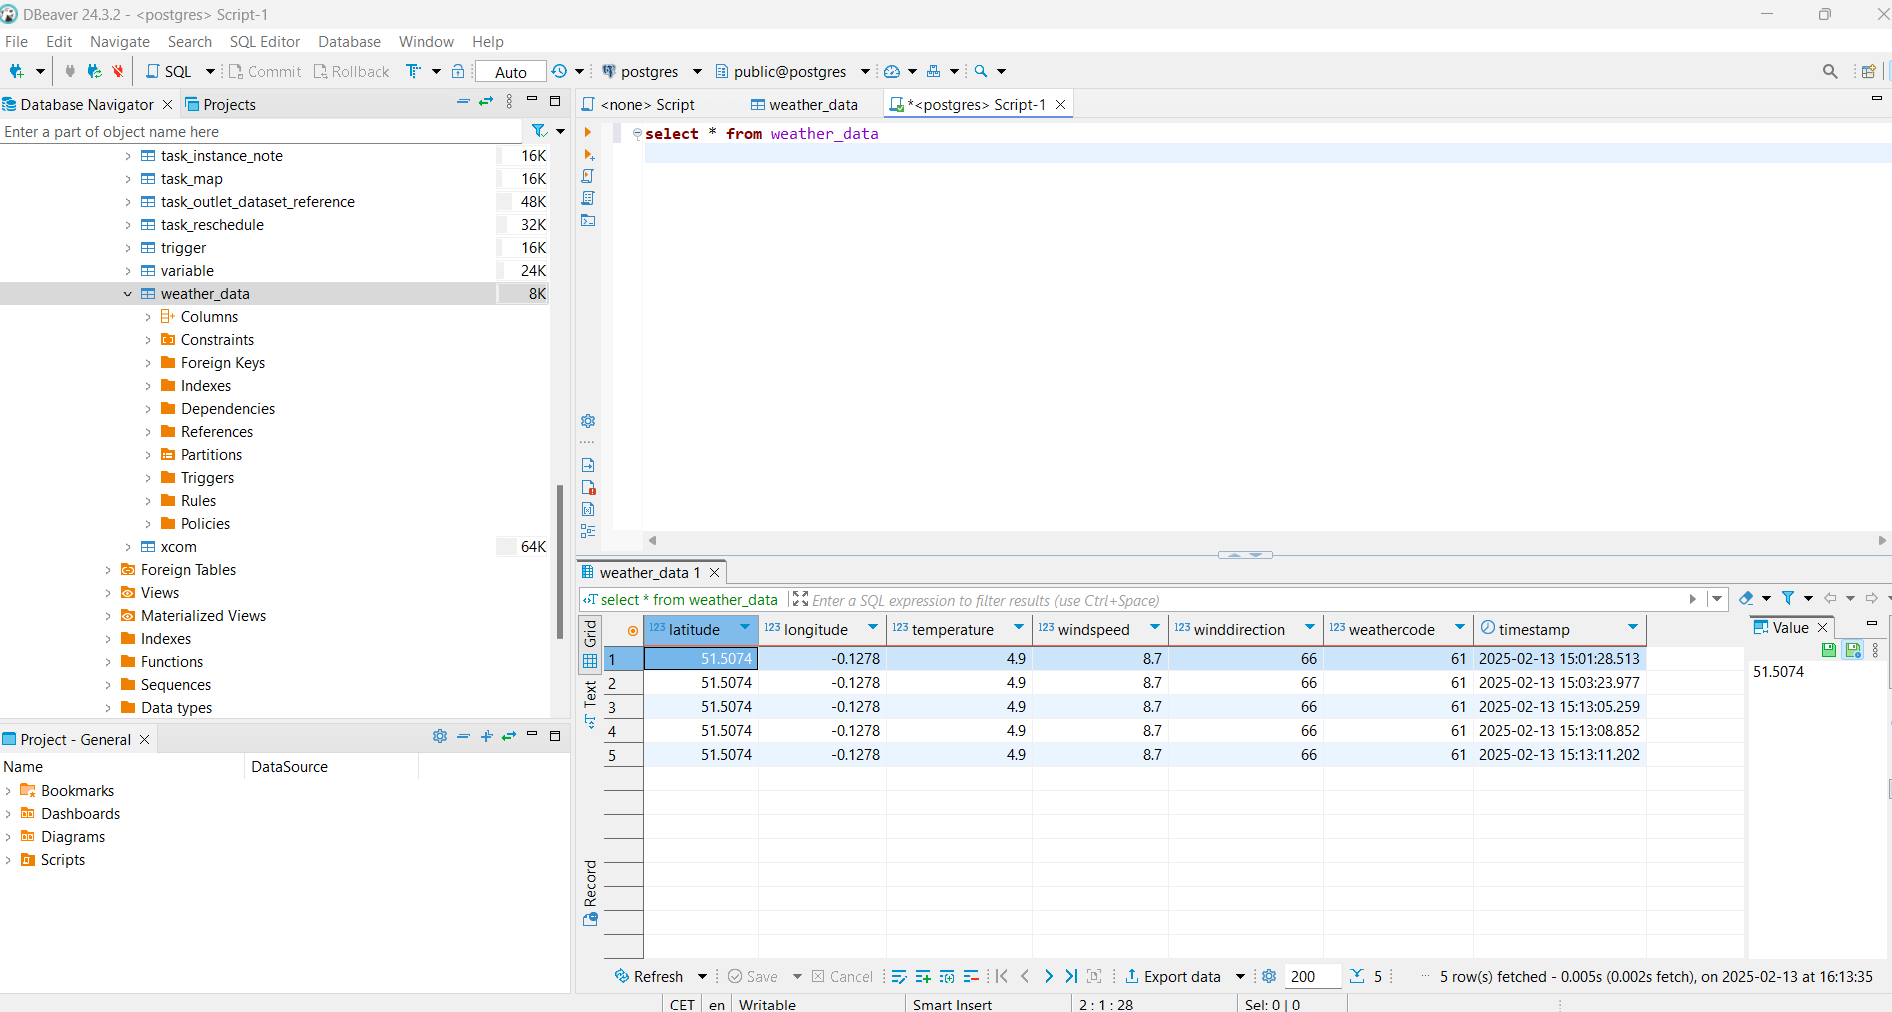 DBeaver 24.3.2 - <postgres> Script-1
File Edit Navigate Search SQL Editor Database Window Help
SQL Commit Rollback Auto postgres public@postgres
Database Navigator Projects
Enter a part of object name here
task_instance_note 16K
task_map 16K
task_outlet_dataset_reference 48K
task_reschedule 32K
trigger 16K
variable 24K
weather_data 8K
Columns
Constraints
Foreign Keys
Indexes
Dependencies
References
Partitions
Triggers
Rules
Policies
xcom 64K
Foreign Tables
Views
Materialized Views
Indexes
Functions
Sequences
Data types
Project - General
Name DataSource
Bookmarks
Dashboards
Diagrams
Scripts
<none> Script weather_data *<postgres> Script-1
select * from weather_data
weather_data 1
select * from weather_data Enter a SQL expression to filter results (use Ctrl+Space)
Grid
Text
Record
123 latitude 123 longitude 123 temperature 123 windspeed 123 winddirection 123 weathercode timestamp
1 51.5074 -0.1278 4.9 8.7 66 61 2025-02-13 15:01:28.513
2 51.5074 -0.1278 4.9 8.7 66 61 2025-02-13 15:03:23.977
3 51.5074 -0.1278 4.9 8.7 66 61 2025-02-13 15:13:05.259
4 51.5074 -0.1278 4.9 8.7 66 61 2025-02-13 15:13:08.852
5 51.5074 -0.1278 4.9 8.7 66 61 2025-02-13 15:13:11.202
Value
51.5074
Refresh Save Cancel Export data 200 5 ... 5 row(s) fetched - 0.005s (0.002s fetch), on 2025-02-13 at 16:13:35
CET en Writable Smart Insert 2 : 1 : 28 Sel: 0 | 0